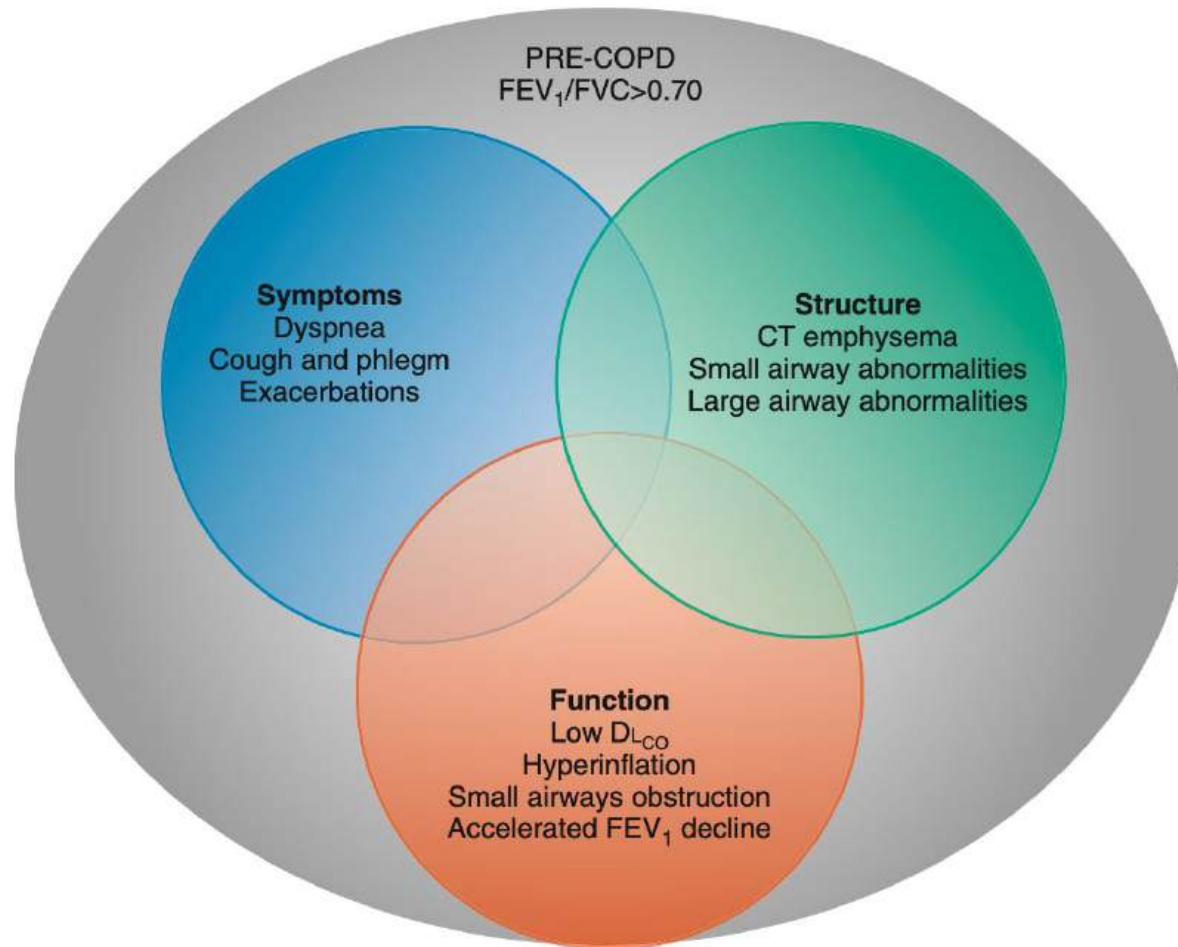 PRE-COPD
FEV₁/FVC>0.70
Symptoms
Dyspnea
Cough and phlegm
Exacerbations
Structure
CT emphysema
Small airway abnormalities
Large airway abnormalities
Function
Low DLCO
Hyperinflation
Small airways obstruction
Accelerated FEV₁ decline